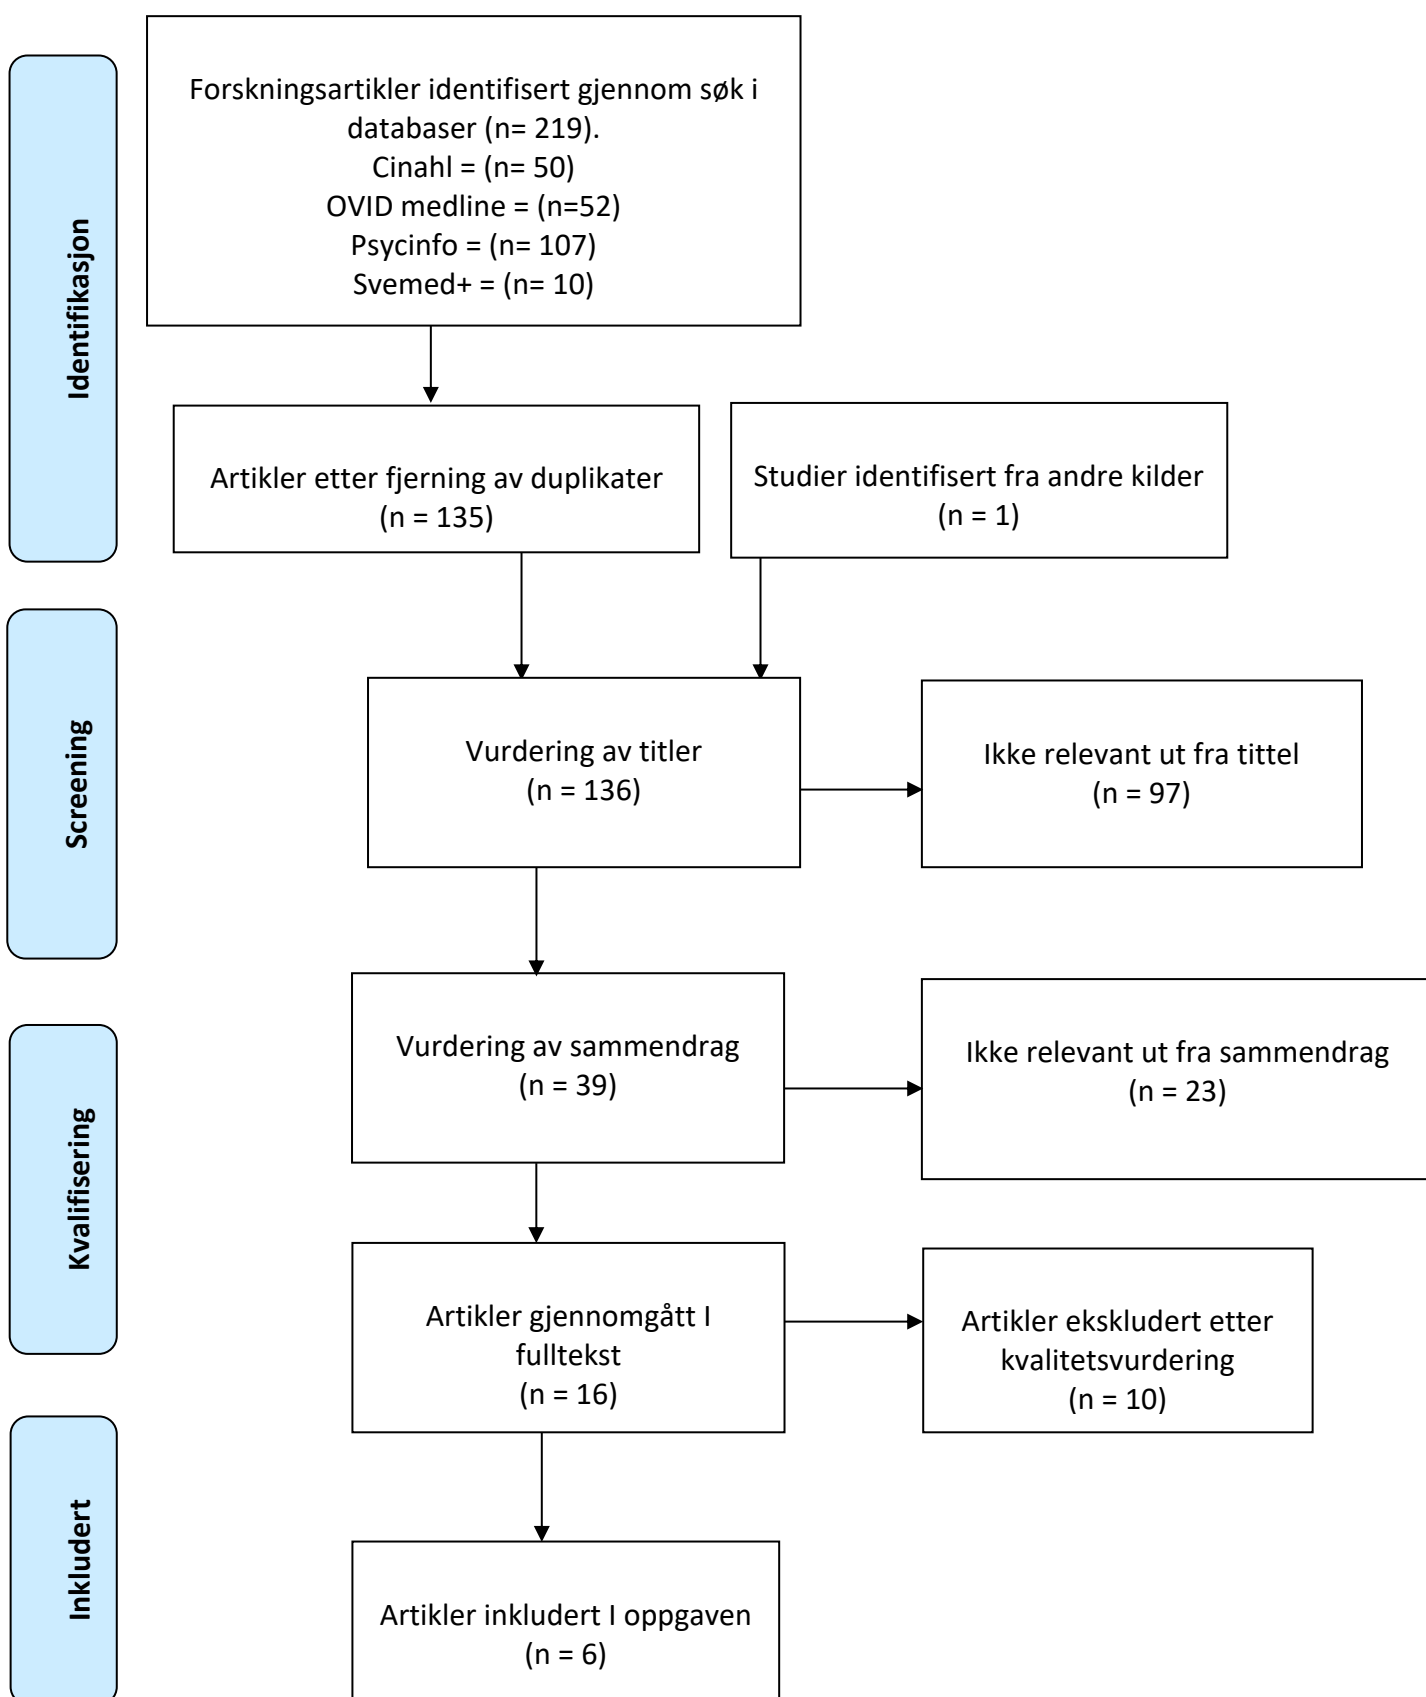 Identifikasjon
Forskningsartikler identifisert gjennom søk i
databaser (n= 219).
Cinahl = (n= 50)
OVID medline = (n=52)
Psycinfo = (n= 107)
Svemed+ = (n= 10)
Artikler etter fjerning av duplikater
(n = 135)
Studier identifisert fra andre kilder
(n = 1)
Screening
Vurdering av titler
(n = 136)
Ikke relevant ut fra tittel
(n = 97)
Kvalifisering
Vurdering av sammendrag
(n = 39)
Ikke relevant ut fra sammendrag
(n = 23)
Artikler gjennomgått I
fulltekst
(n = 16)
Artikler ekskludert etter
kvalitetsvurdering
(n = 10)
Inkludert
Artikler inkludert I oppgaven
(n = 6)